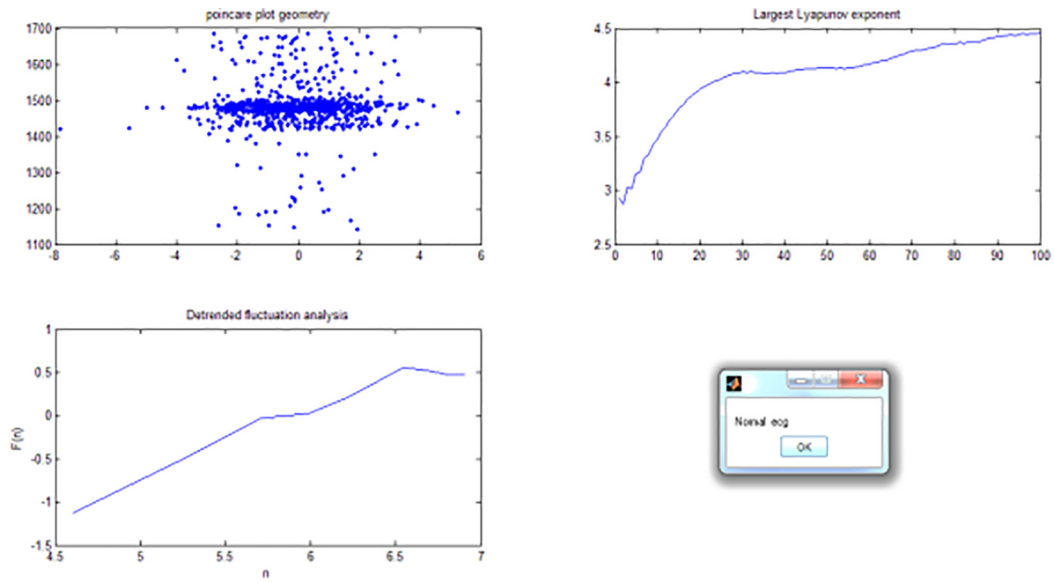 poincare plot geometry
1700
1600
1500
1400
1300
1200
1100
-8 -6 -4 -2 0 2 4 6
Largest Lyapunov exponent
4.5
4
3.5
3
2.5
0 10 20 30 40 50 60 70 80 90 100
Detrended fluctuation analysis
1
0.5
0
-0.5
-1
-1.5
F(n)
4.5 5 5.5 6 6.5 7
n
Normal ecg
OK